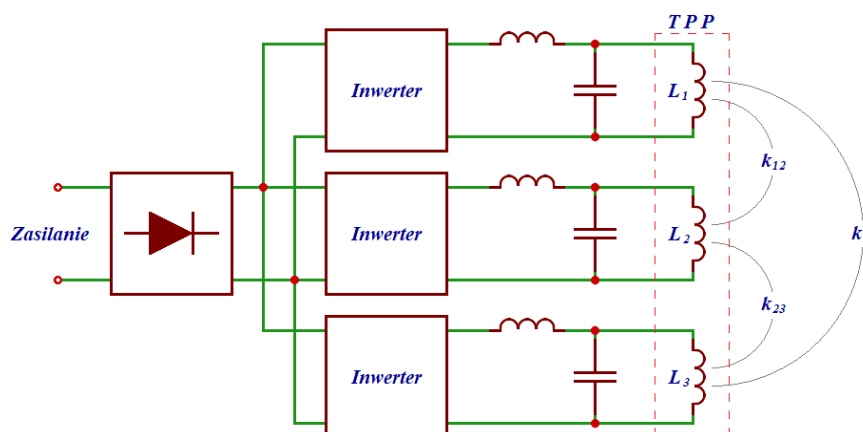 T P P
Inwerter
L1
k12
Zasilanie
Inwerter
L2
k
k23
Inwerter
L3